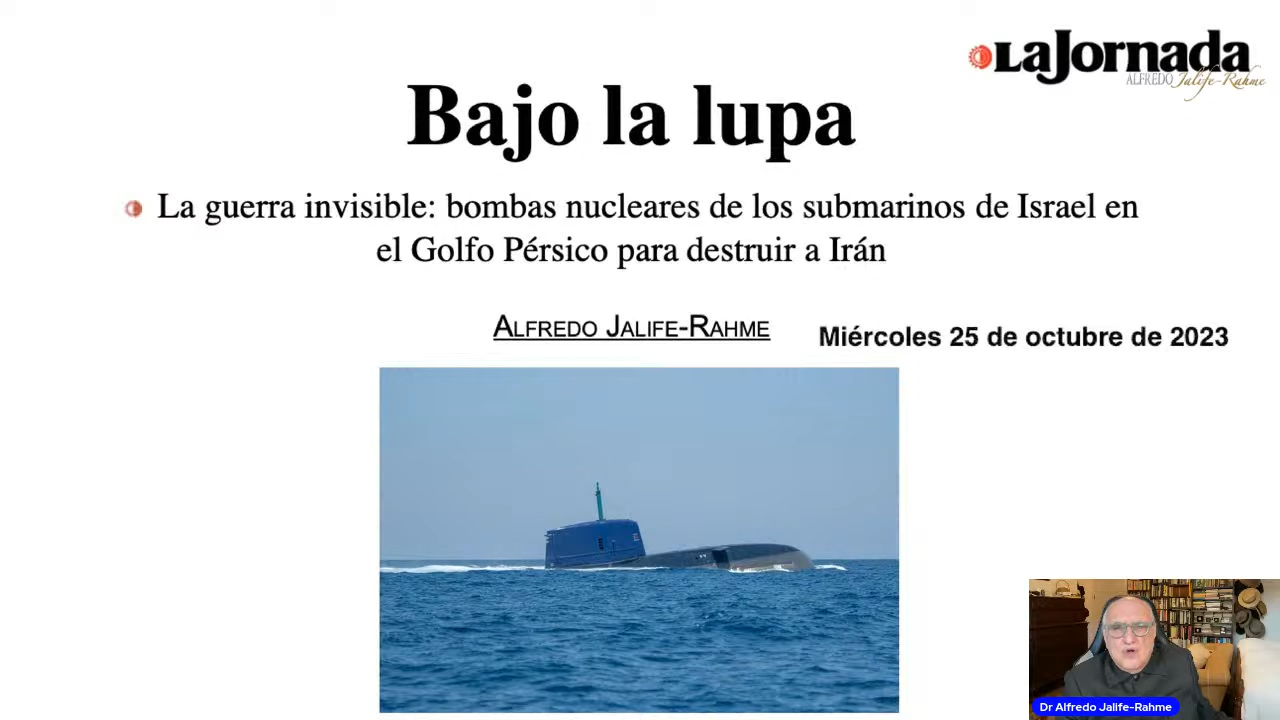 LaJornada
ALFREDO Jalife-Rahme
Bajo la lupa
La guerra invisible: bombas nucleares de los submarinos de Israel en
el Golfo Pérsico para destruir a Irán
ALFREDO JALIFE-RAHME
Miércoles 25 de octubre de 2023
Dr Alfredo Jalife-Rahme